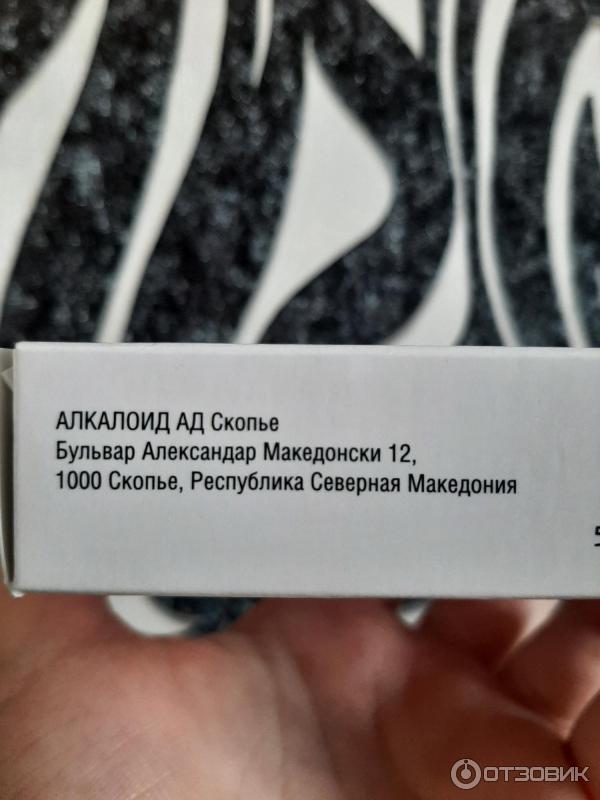 АЛКАЛОИД АД Скопье
Бульвар Александар Македонски 12,
1000 Скопье, Республика Северная Македония
ОТЗОВИК